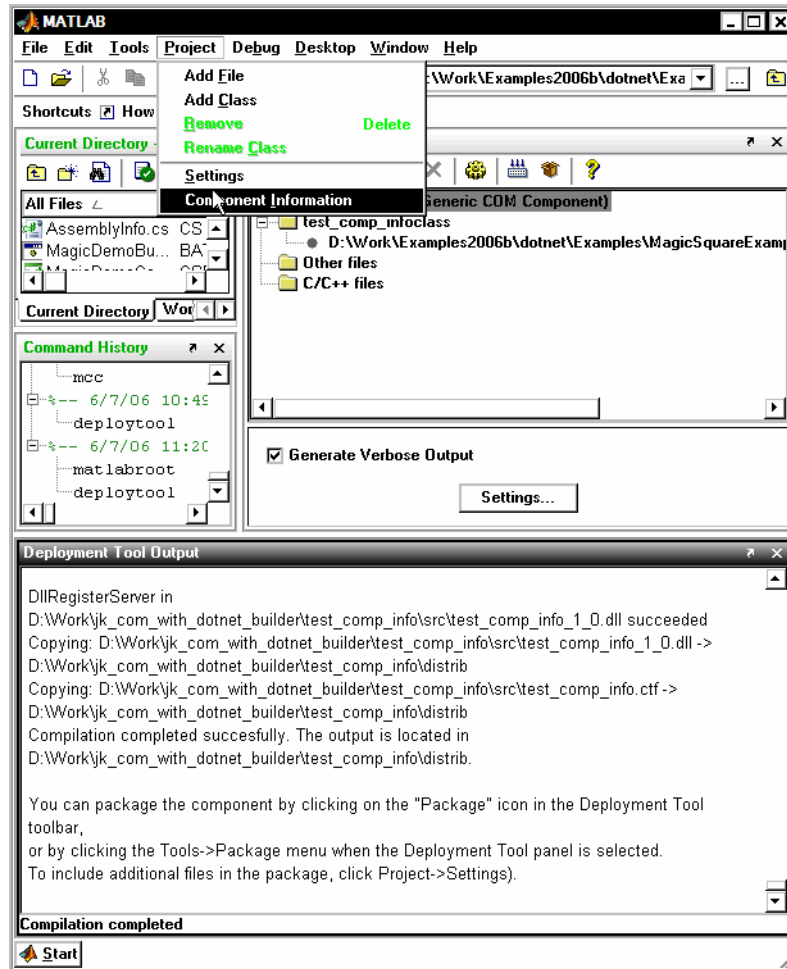 MATLAB
File Edit Tools Project Debug Desktop Window Help
:\Work\Examples2006b\dotnet\Exa
...
Shortcuts How
Add File
Add Class
Remove Delete
Rename Class
Settings
Component Information
Current Directory -
All Files
AssemblyInfo.cs CS
MagicDemoBu... BA
Current Directory Wor
Generic COM Component)
test_comp_infoclass
D:\Work\Examples2006b\dotnet\Examples\MagicSquareExamp
Other files
C/C++ files
Command History
mcc
%-- 6/7/06 10:49
deploytool
%-- 6/7/06 11:20
matlabroot
deploytool
Generate Verbose Output
Settings...
Deployment Tool Output
DllRegisterServer in
D:\Work\jk_com_with_dotnet_builder\test_comp_info\src\test_comp_info_1_0.dll succeeded
Copying: D:\Work\jk_com_with_dotnet_builder\test_comp_info\src\test_comp_info_1_0.dll ->
D:\Work\jk_com_with_dotnet_builder\test_comp_info\distrib
Copying: D:\Work\jk_com_with_dotnet_builder\test_comp_info\src\test_comp_info.ctf ->
D:\Work\jk_com_with_dotnet_builder\test_comp_info\distrib
Compilation completed succesfully. The output is located in
D:\Work\jk_com_with_dotnet_builder\test_comp_info\distrib.
You can package the component by clicking on the "Package" icon in the Deployment Tool
toolbar,
or by clicking the Tools->Package menu when the Deployment Tool panel is selected.
To include additional files in the package, click Project->Settings).
Compilation completed
Start